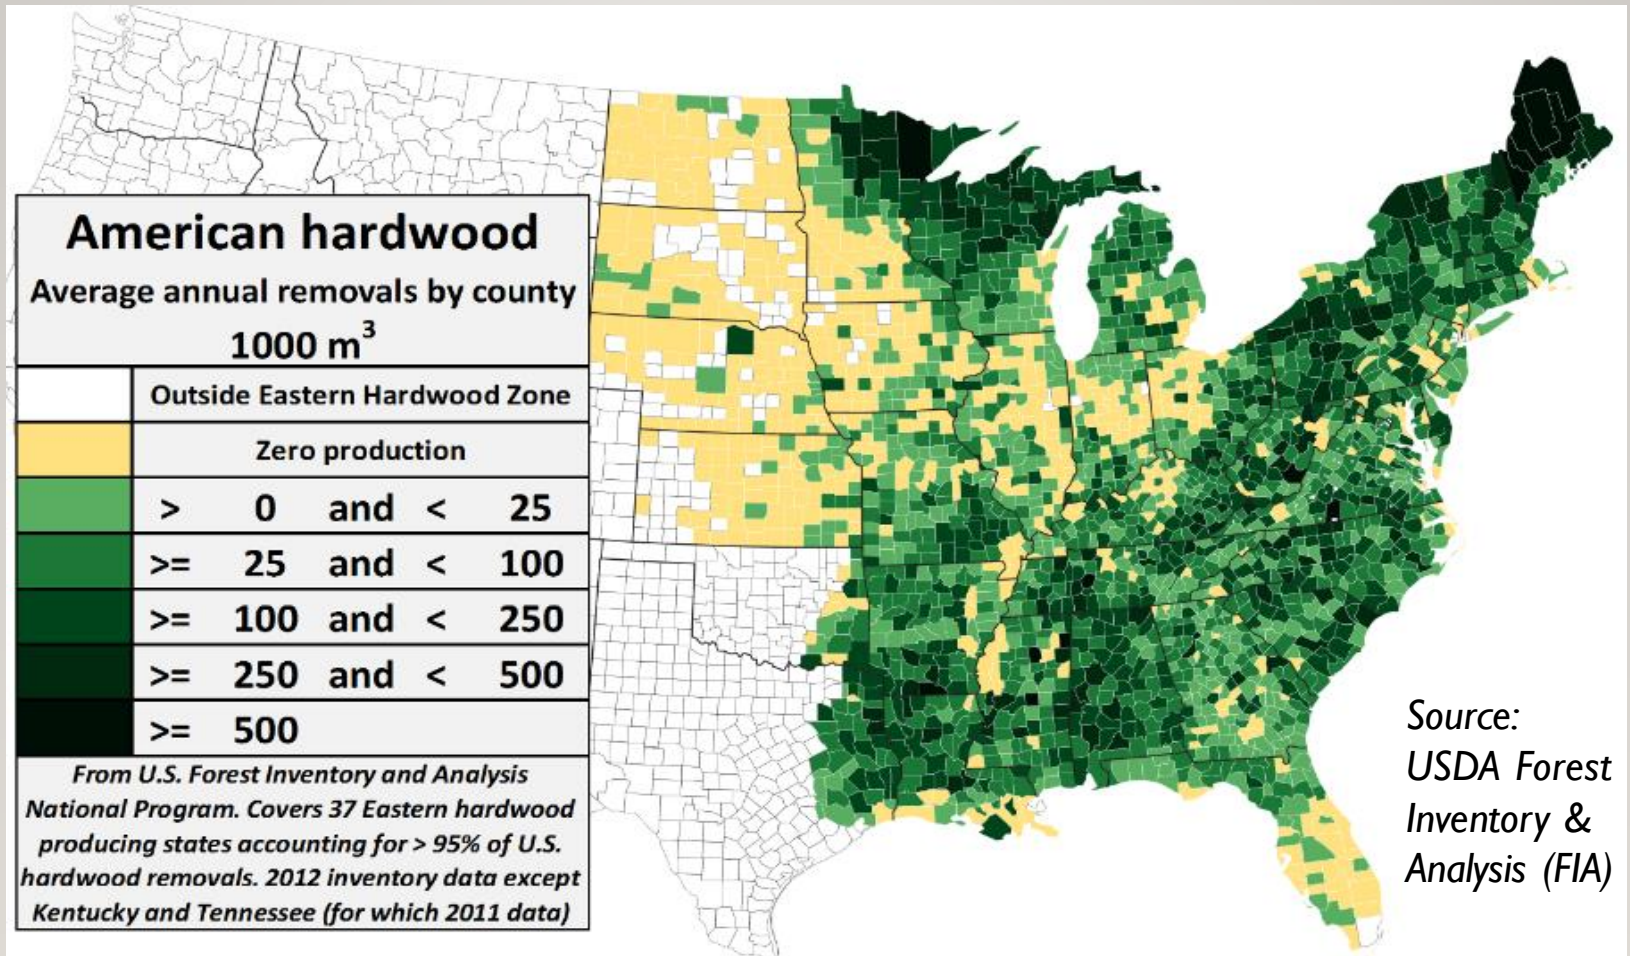 American hardwood
Average annual removals by county
1000 m³
Outside Eastern Hardwood Zone
Zero production
> 0 and < 25
>= 25 and < 100
>= 100 and < 250
>= 250 and < 500
>= 500
From U.S. Forest Inventory and Analysis
National Program. Covers 37 Eastern hardwood
producing states accounting for > 95% of U.S.
hardwood removals. 2012 inventory data except
Kentucky and Tennessee (for which 2011 data)
Source:
USDA Forest
Inventory &
Analysis (FIA)